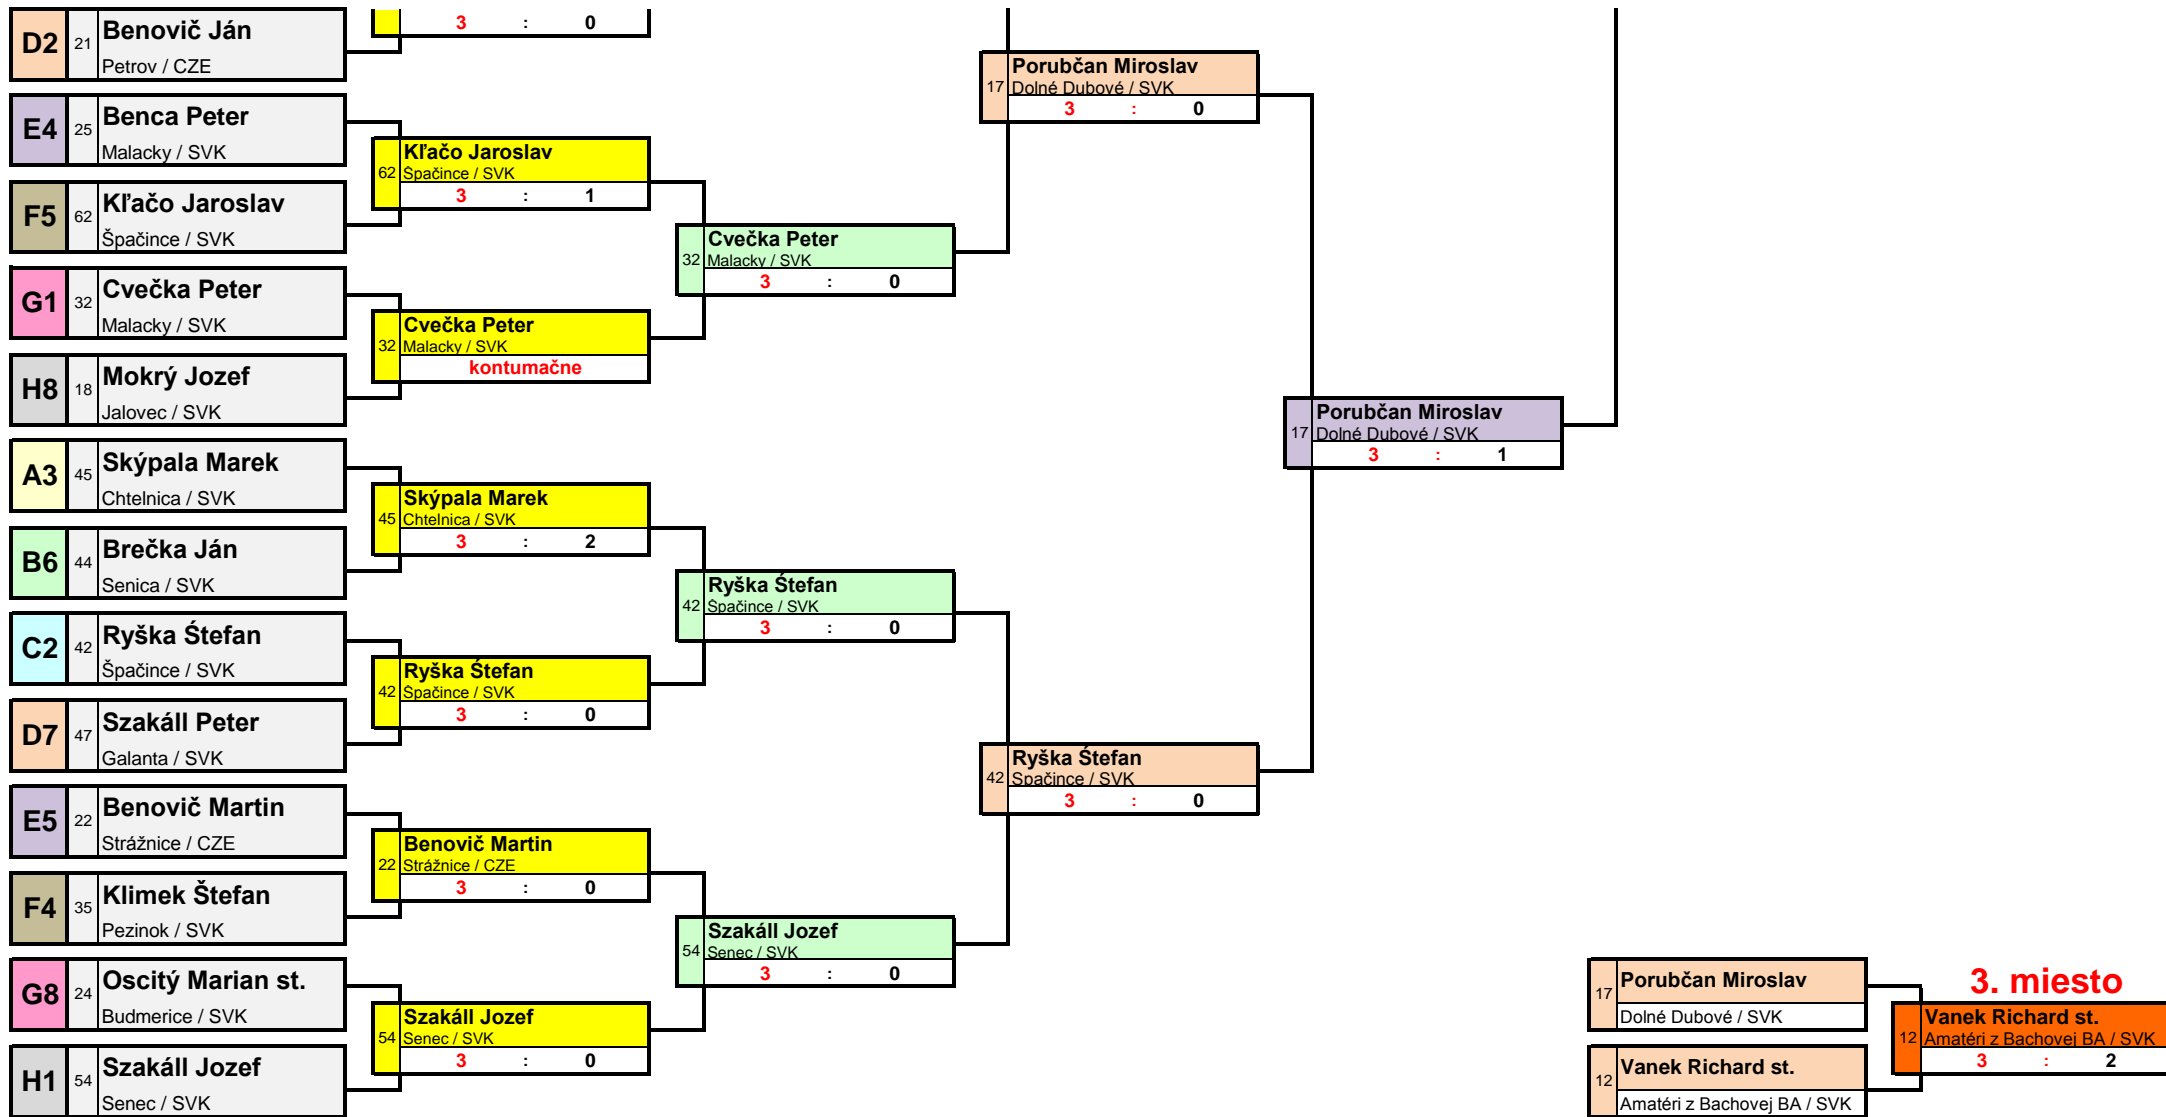 D2 21 Benovič Ján
Petrov / CZE
E4 25 Benca Peter
Malacky / SVK
F5 62 Kľačo Jaroslav
Špačince / SVK
G1 32 Cvečka Peter
Malacky / SVK
H8 18 Mokrý Jozef
Jalovec / SVK
A3 45 Skýpala Marek
Chtelnica / SVK
B6 44 Brečka Ján
Senica / SVK
C2 42 Ryška Śtefan
Špačince / SVK
D7 47 Szakáll Peter
Galanta / SVK
E5 22 Benovič Martin
Strážnice / CZE
F4 35 Klimek Štefan
Pezinok / SVK
G8 24 Oscitý Marian st.
Budmerice / SVK
H1 54 Szakáll Jozef
Senec / SVK
3 : 0
62 Kľačo Jaroslav
Špačince / SVK
3 : 1
32 Cvečka Peter
Malacky / SVK
kontumačne
45 Skýpala Marek
Chtelnica / SVK
3 : 2
42 Ryška Śtefan
Špačince / SVK
3 : 0
22 Benovič Martin
Strážnice / CZE
3 : 0
54 Szakáll Jozef
Senec / SVK
3 : 0
32 Cvečka Peter
Malacky / SVK
3 : 0
42 Ryška Śtefan
Špačince / SVK
3 : 0
54 Szakáll Jozef
Senec / SVK
3 : 0
17 Porubčan Miroslav
Dolné Dubové / SVK
3 : 0
42 Ryška Śtefan
Špačince / SVK
3 : 0
17 Porubčan Miroslav
Dolné Dubové / SVK
3 : 1
17 Porubčan Miroslav
Dolné Dubové / SVK
12 Vanek Richard st.
Amatéri z Bachovej BA / SVK
3. miesto
12 Vanek Richard st.
Amatéri z Bachovej BA / SVK
3 : 2